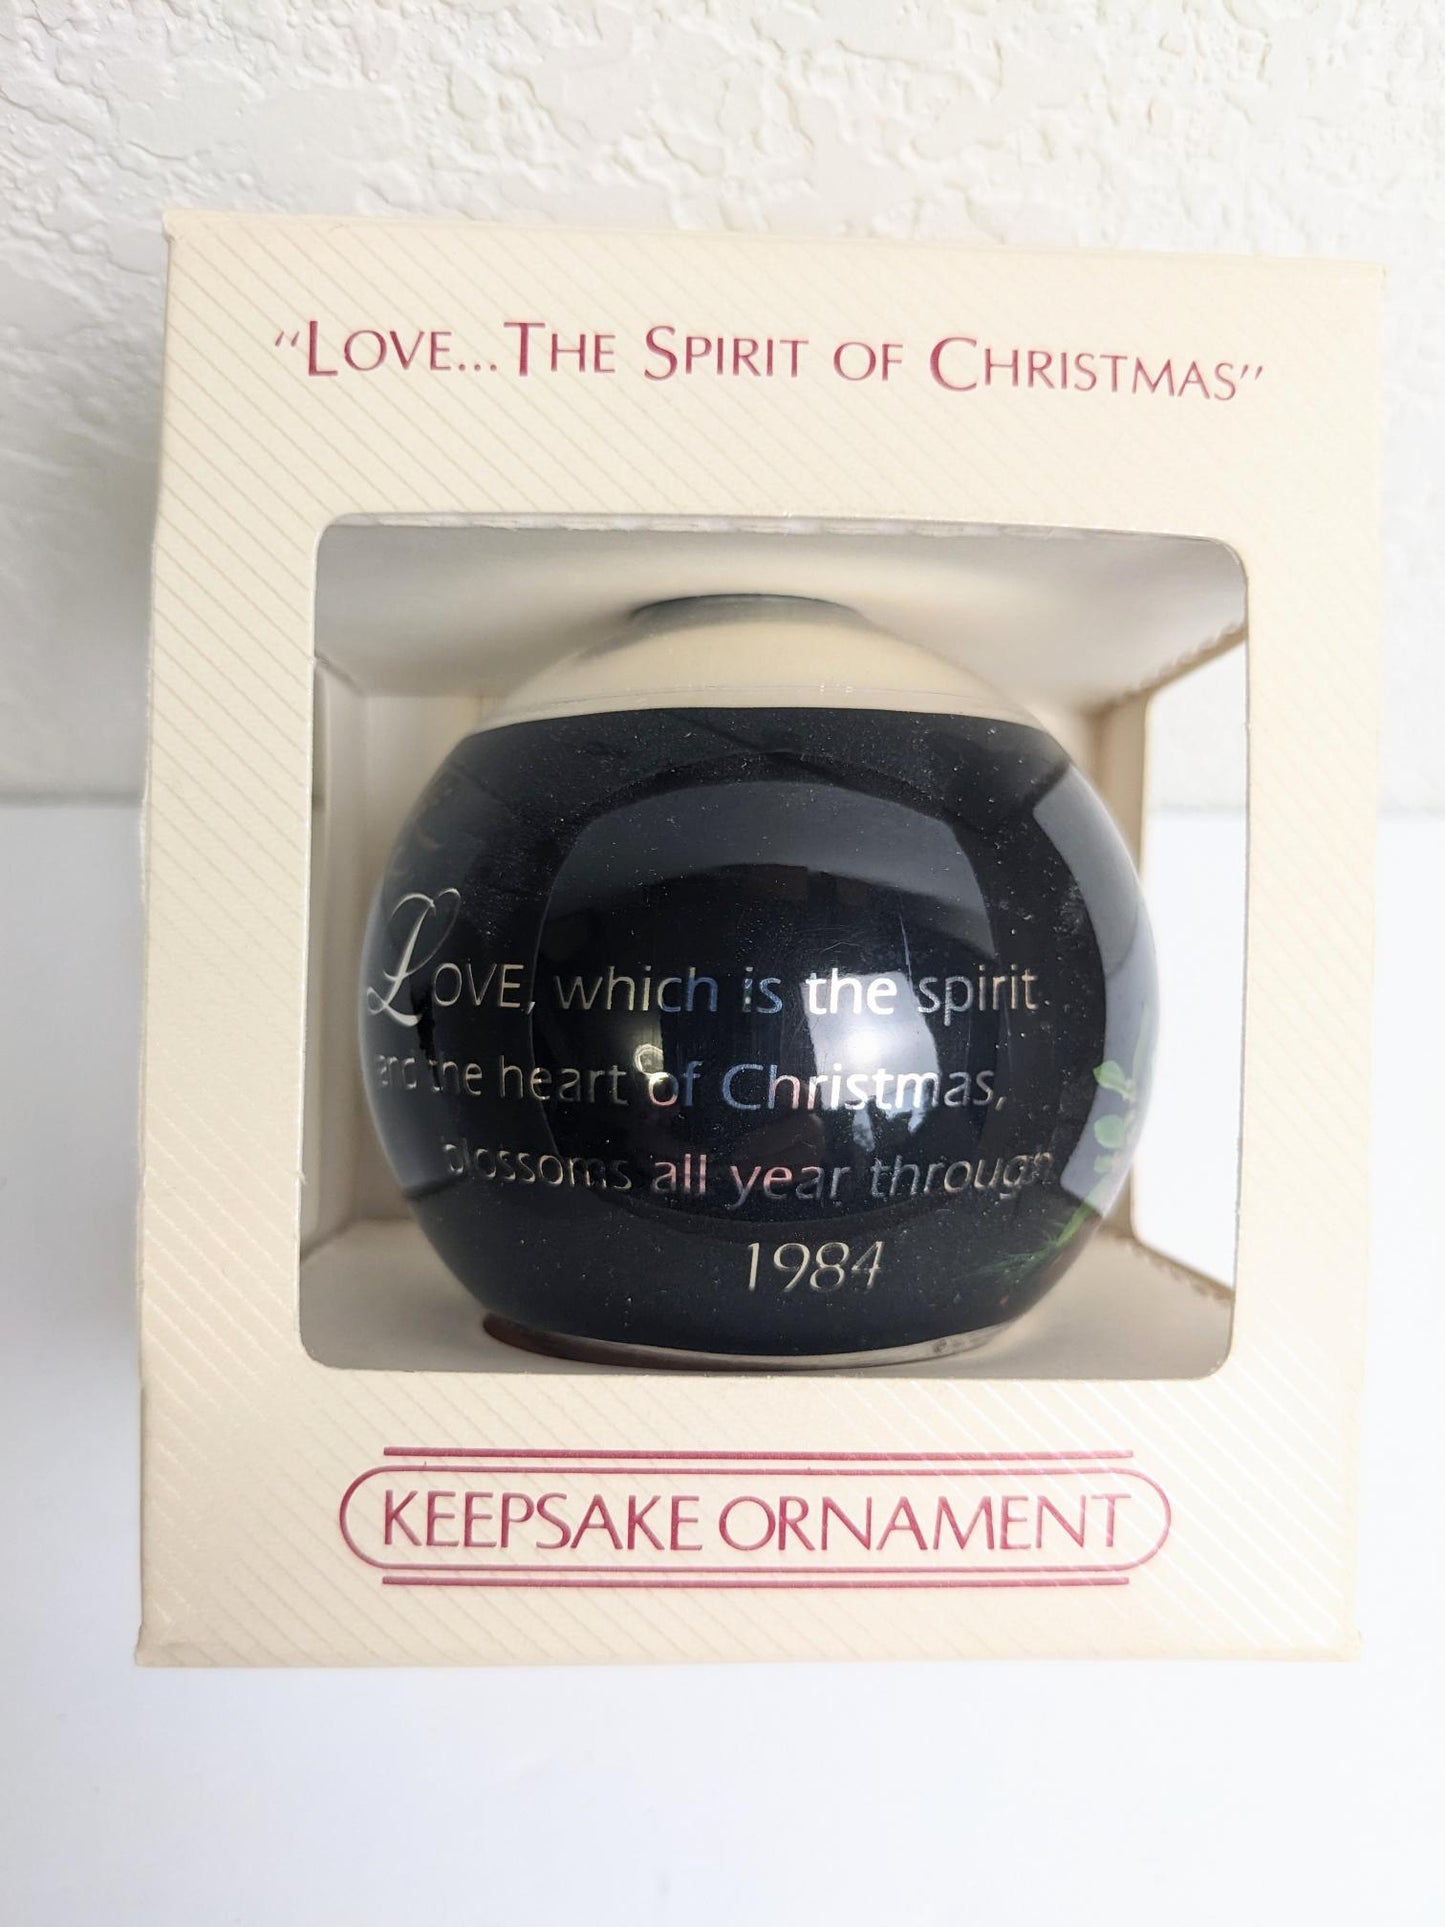 "LOVE...THE SPIRIT OF CHRISTMAS"
LOVE, which is the spirit
and the heart of Christmas,
blossoms all year through
1984
KEEPSAKE ORNAMENT